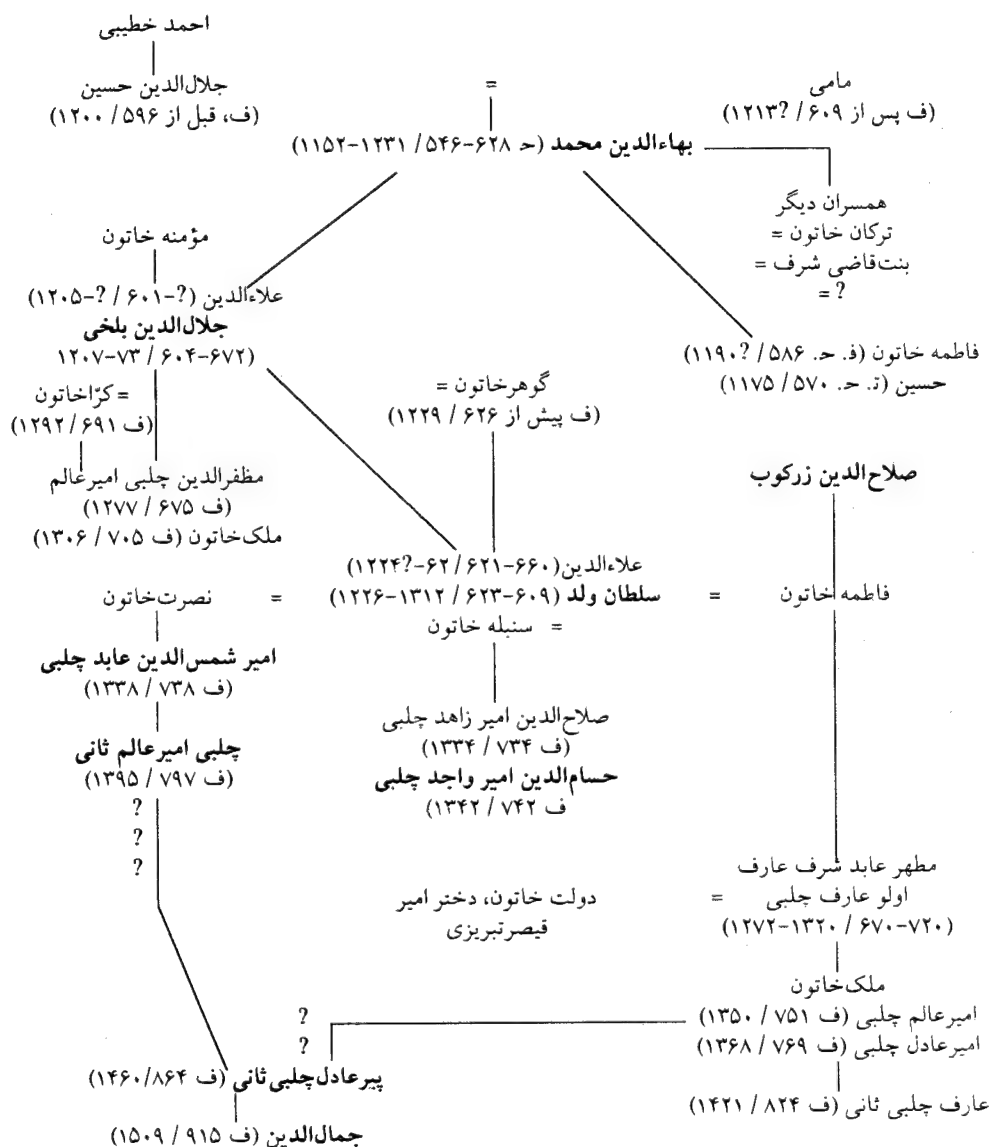 احمد خطیبی
جلال‌الدین حسین
(ف، قبل از ۵۹۶/ ۱۲۰۰)
=
مامی
(ف پس از ۶۰۹ /?۱۲۱۳)
بهاءالدین محمد (حـ ۶۲۸-۵۴۶/ ۱۲۳۱-۱۱۵۲)
همسران دیگر
ترکان خاتون =
بنت‌قاضی شرف =
? =
مؤمنه خاتون
علاءالدین (?-۶۰۱ / ?-۱۲۰۵)
جلال‌الدین بلخی
(۶۷۲-۶۰۴ / ۷۳-۱۲۰۷
فاطمه خاتون (فـ. حـ. ۵۸۶ /?۱۱۹۰)
حسین (تـ. حـ. ۵۷۰ / ۱۱۷۵)
=کرّاخاتون
(ف ۶۹۱/ ۱۲۹۲)
گوهرخاتون =
(ف پیش از ۶۲۶ / ۱۲۲۹)
مظفرالدین چلبی امیرعالم
(ف ۶۷۵ / ۱۲۷۷)
ملک‌خاتون (ف ۷۰۵ / ۱۳۰۶)
صلاح‌الدین زرکوب
علاءالدین(۶۶۰-۶۲۱ /۶۲-?۱۲۲۴)
نصرت‌خاتون = سلطان ولد (۶۰۹-۶۲۳ / ۱۳۱۲-۱۲۲۶) = فاطمه خاتون
= سنبله خاتون
امیر شمس‌الدین عابد چلبی
(ف ۷۳۸ / ۱۳۳۸)
صلاح‌الدین امیر زاهد چلبی
(ف ۷۳۴ / ۱۳۳۴)
حسام‌الدین امیر واجد چلبی
ف ۷۴۲ / ۱۳۴۲)
چلبی امیرعالم ثانی
(ف ۷۹۷ / ۱۳۹۵)
?
?
?
مطهر عابد شرف عارف
اولو عارف چلبی =
(۷۲۰-۶۷۰ / ۱۳۲۰-۱۲۷۲)
دولت خاتون، دختر امیر
قیصرتبریزی
ملک‌خاتون
امیرعالم چلبی (ف ۷۵۱ / ۱۳۵۰)
امیرعادل چلبی (ف ۷۶۹ / ۱۳۶۸)
?
?
پیرعادل‌چلبی‌ثانی (ف ۸۶۴/۱۴۶۰)
عارف چلبی ثانی (ف ۸۲۴ / ۱۴۲۱)
جمال‌الدین (ف ۹۱۵ / ۱۵۰۹)